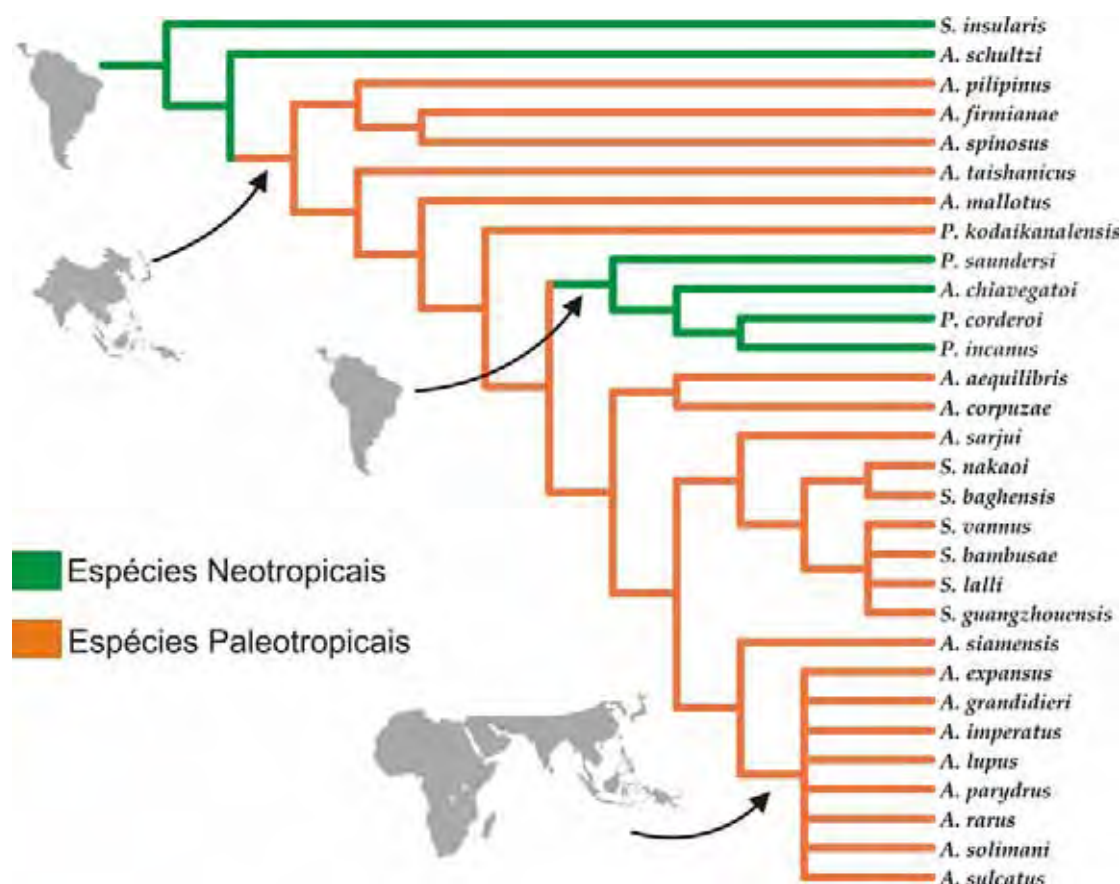 S. insularis
A. schultzi
A. pilipinus
A. firmianae
A. spinosus
A. taishanicus
A. mallotus
P. kodaikanalensis
P. saundersi
A. chiavegatoi
P. corderoi
P. incanus
A. aequilibris
A. corpuzae
A. sarjui
S. nakaoi
S. baghensis
S. vannus
S. bambusae
S. lalli
S. guangzhouensis
A. siamensis
A. expansus
A. grandidieri
A. imperatus
A. lupus
A. parydrus
A. rarus
A. solimani
A. sulcatus
Espécies Neotropicais
Espécies Paleotropicais